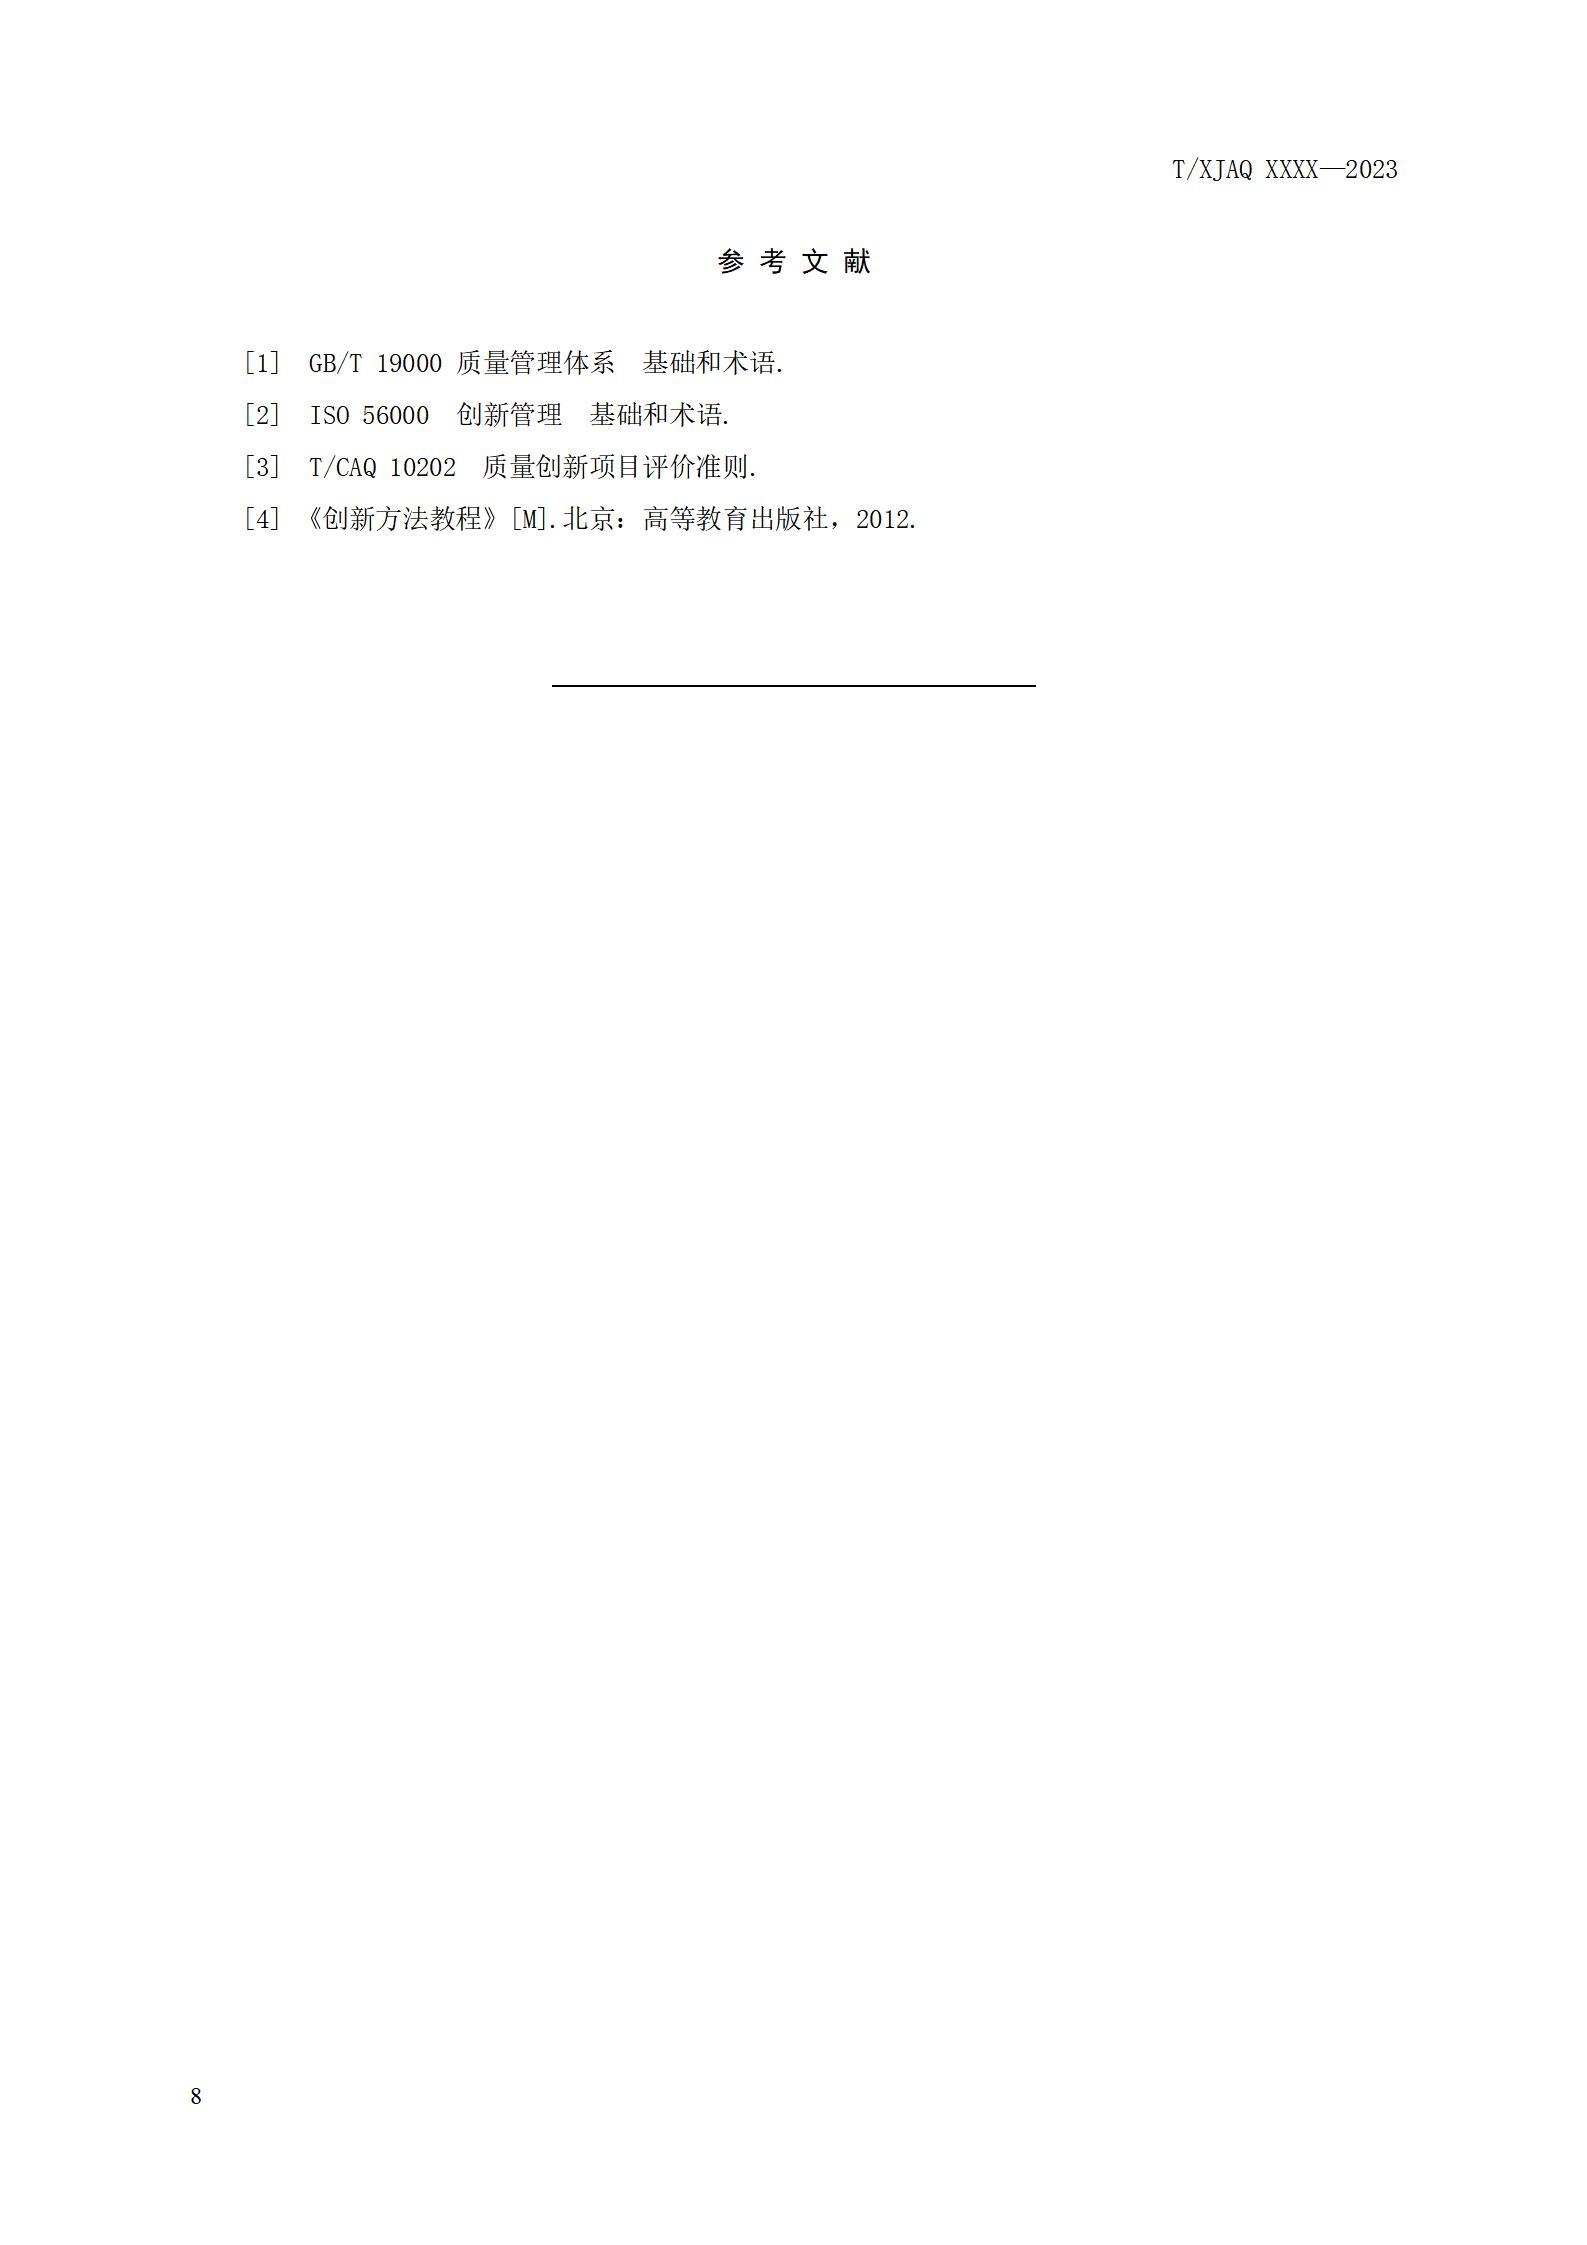 T/XJAQ XXXX—2023
参 考 文 献
[1] GB/T 19000 质量管理体系 基础和术语.
[2] ISO 56000 创新管理 基础和术语.
[3] T/CAQ 10202 质量创新项目评价准则.
[4] 《创新方法教程》[M].北京：高等教育出版社，2012.
8